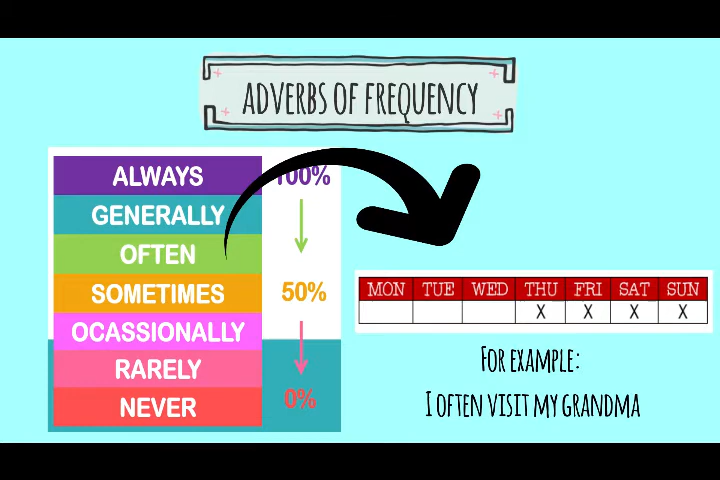 ADVERBS OF FREQUENCY
ALWAYS 100%
GENERALLY
OFTEN
SOMETIMES 50%
OCASSIONALLY
RARELY
NEVER 0%
MON TUE WED THU FRI SAT SUN
X X X X
FOR EXAMPLE:
I OFTEN VISIT MY GRANDMA